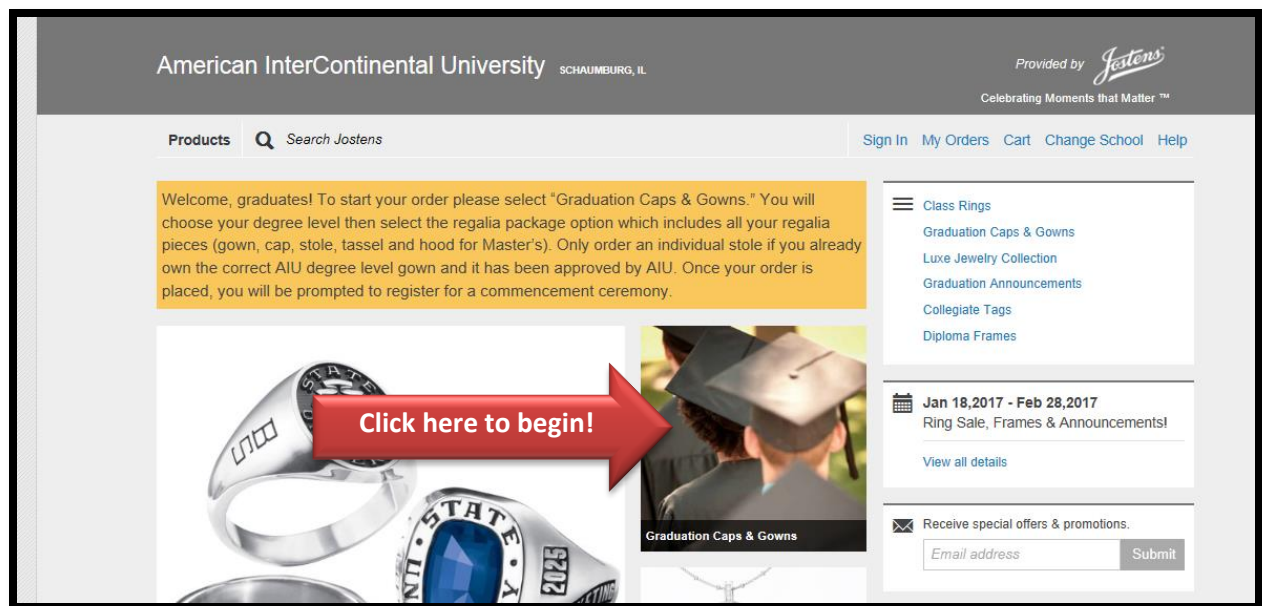 American InterContinental University SCHAUMBURG, IL
Provided by Jostens
Celebrating Moments that Matter ™
Products Search Jostens Sign In My Orders Cart Change School Help
Welcome, graduates! To start your order please select “Graduation Caps & Gowns.” You will
choose your degree level then select the regalia package option which includes all your regalia
pieces (gown, cap, stole, tassel and hood for Master's). Only order an individual stole if you already
own the correct AIU degree level gown and it has been approved by AIU. Once your order is
placed, you will be prompted to register for a commencement ceremony.
Class Rings
Graduation Caps & Gowns
Luxe Jewelry Collection
Graduation Announcements
Collegiate Tags
Diploma Frames
Click here to begin!
Graduation Caps & Gowns
STATE
SB
STATE
UN
Y
2025
Jan 18,2017 - Feb 28,2017
Ring Sale, Frames & Announcements!
View all details
Receive special offers & promotions.
Email address Submit